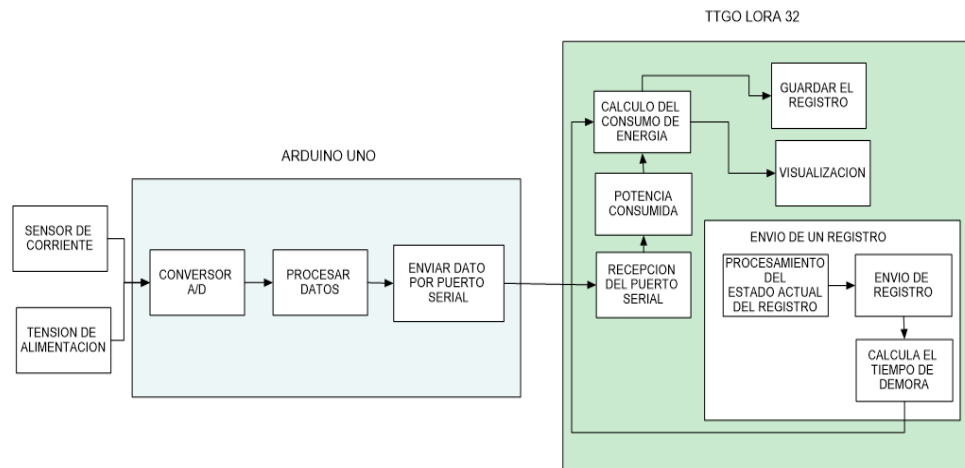 TTGO LORA 32
ARDUINO UNO
SENSOR DE
CORRIENTE
TENSION DE
ALIMENTACION
CONVERSOR
A/D
PROCESAR
DATOS
ENVIAR DATO
POR PUERTO
SERIAL
RECEPCION
DEL PUERTO
SERIAL
POTENCIA
CONSUMIDA
CALCULO DEL
CONSUMO DE
ENERGIA
GUARDAR EL
REGISTRO
VISUALIZACION
ENVIO DE UN REGISTRO
PROCESAMIENTO
DEL
ESTADO ACTUAL
DEL REGISTRO
ENVIO DE
REGISTRO
CALCULA EL
TIEMPO DE
DEMORA